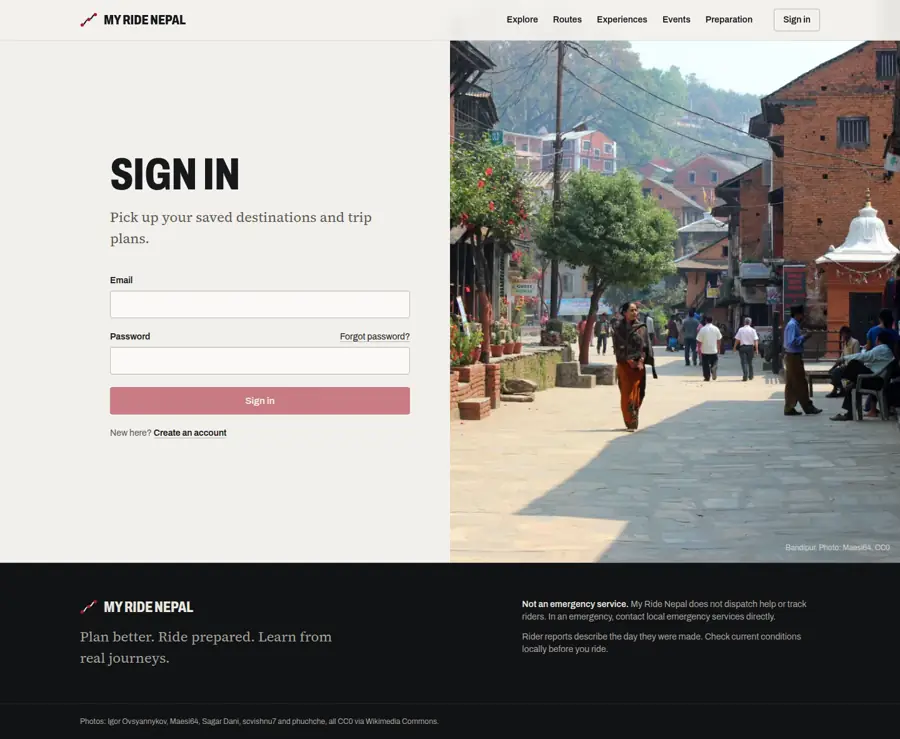 MY RIDE NEPAL
Explore Routes Experiences Events Preparation Sign in
SIGN IN
Pick up your saved destinations and trip
plans.
Email
Password Forgot password?
Sign in
New here? Create an account
Bandipur. Photo: Maesi64, CC0
MY RIDE NEPAL
Plan better. Ride prepared. Learn from
real journeys.
Not an emergency service. My Ride Nepal does not dispatch help or track
riders. In an emergency, contact local emergency services directly.
Rider reports describe the day they were made. Check current conditions
locally before you ride.
Photos: Igor Ovsyannykov, Maesi64, Sagar Dani, scvishnu7 and phuchche, all CC0 via Wikimedia Commons.